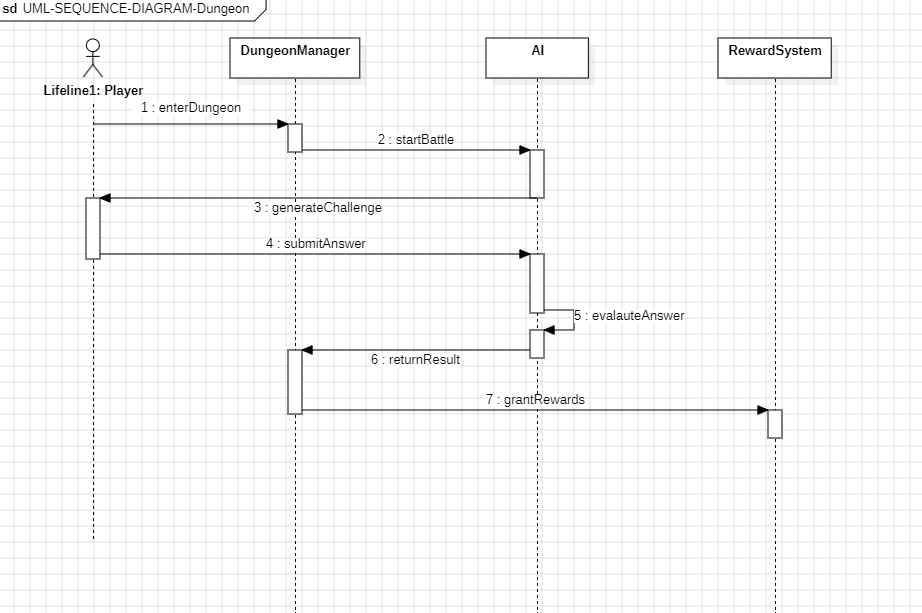 sd UML-SEQUENCE-DIAGRAM-Dungeon
DungeonManager
AI
RewardSystem
Lifeline1: Player
1 : enterDungeon
2 : startBattle
3 : generateChallenge
4 : submitAnswer
5 : evalauteAnswer
6 : returnResult
7 : grantRewards